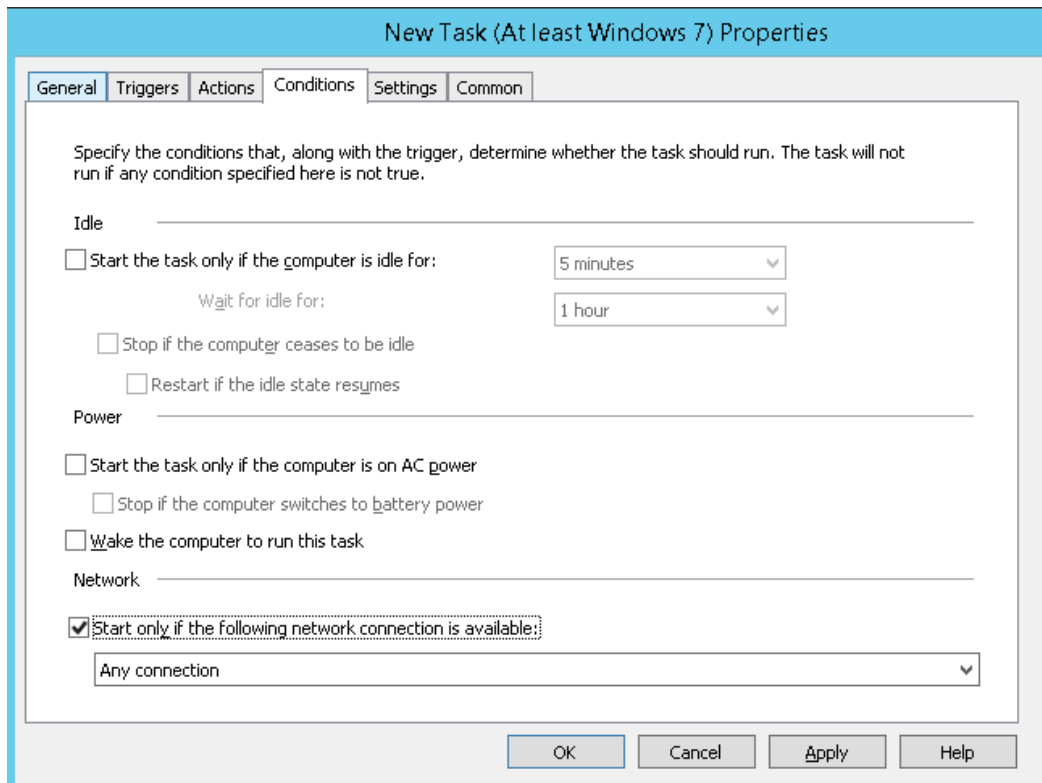 New Task (At least Windows 7) Properties
General Triggers Actions Conditions Settings Common
Specify the conditions that, along with the trigger, determine whether the task should run. The task will not
run if any condition specified here is not true.
Idle
Start the task only if the computer is idle for: 5 minutes
Wait for idle for: 1 hour
Stop if the computer ceases to be idle
Restart if the idle state resumes
Power
Start the task only if the computer is on AC power
Stop if the computer switches to battery power
Wake the computer to run this task
Network
Start only if the following network connection is available:
Any connection
OK Cancel Apply Help